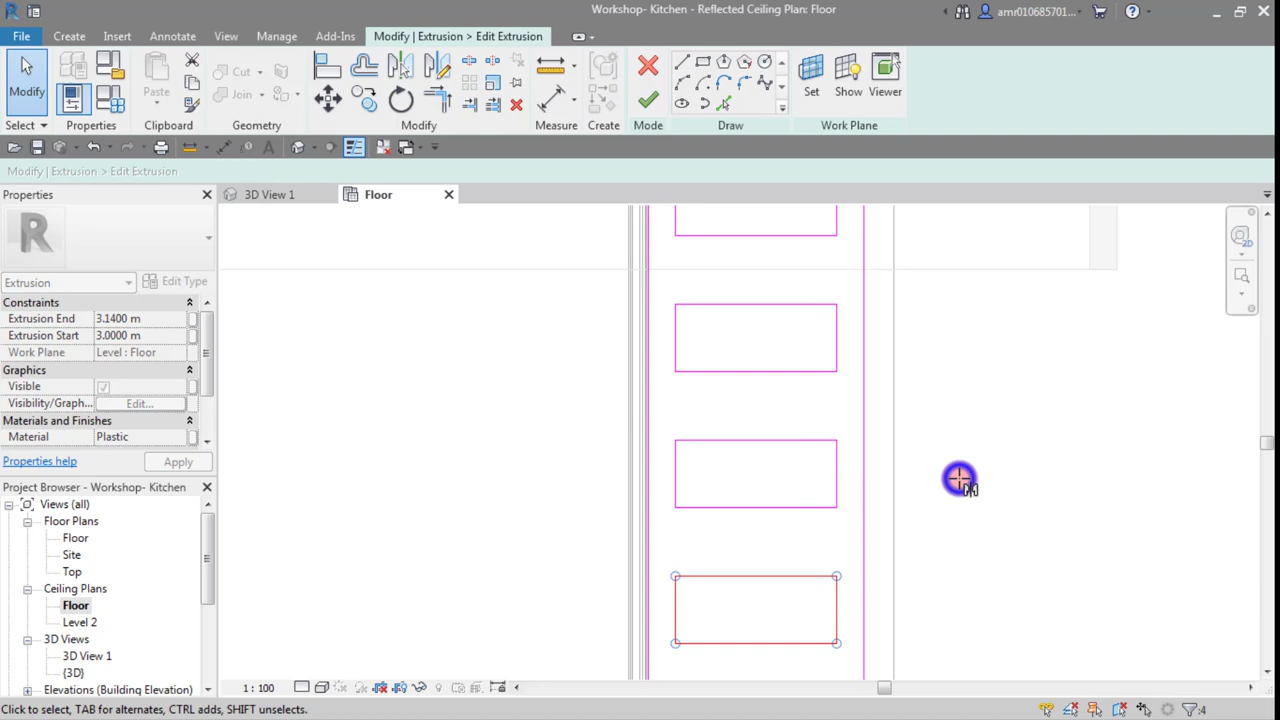 Workshop- Kitchen - Reflected Ceiling Plan: Floor
amr010685701...
File Create Insert Annotate View Manage Add-Ins Modify | Extrusion > Edit Extrusion
Modify Paste Cut Join Set Show Viewer
Select Properties Clipboard Geometry Modify Measure Create Mode Draw Work Plane
Modify | Extrusion > Edit Extrusion
Properties
3D View 1
Floor
R
Extrusion
Edit Type
Constraints
Extrusion End 3.1400 m
Extrusion Start 3.0000 m
Work Plane Level : Floor
Graphics
Visible
Visibility/Graph... Edit...
Materials and Finishes
Material Plastic
Properties help
Apply
Project Browser - Workshop- Kitchen
Views (all)
Floor Plans
Floor
Site
Top
Ceiling Plans
Floor
Level 2
3D Views
3D View 1
{3D}
Elevations (Building Elevation)
1 : 100
Click to select, TAB for alternates, CTRL adds, SHIFT unselects.
:4
2D